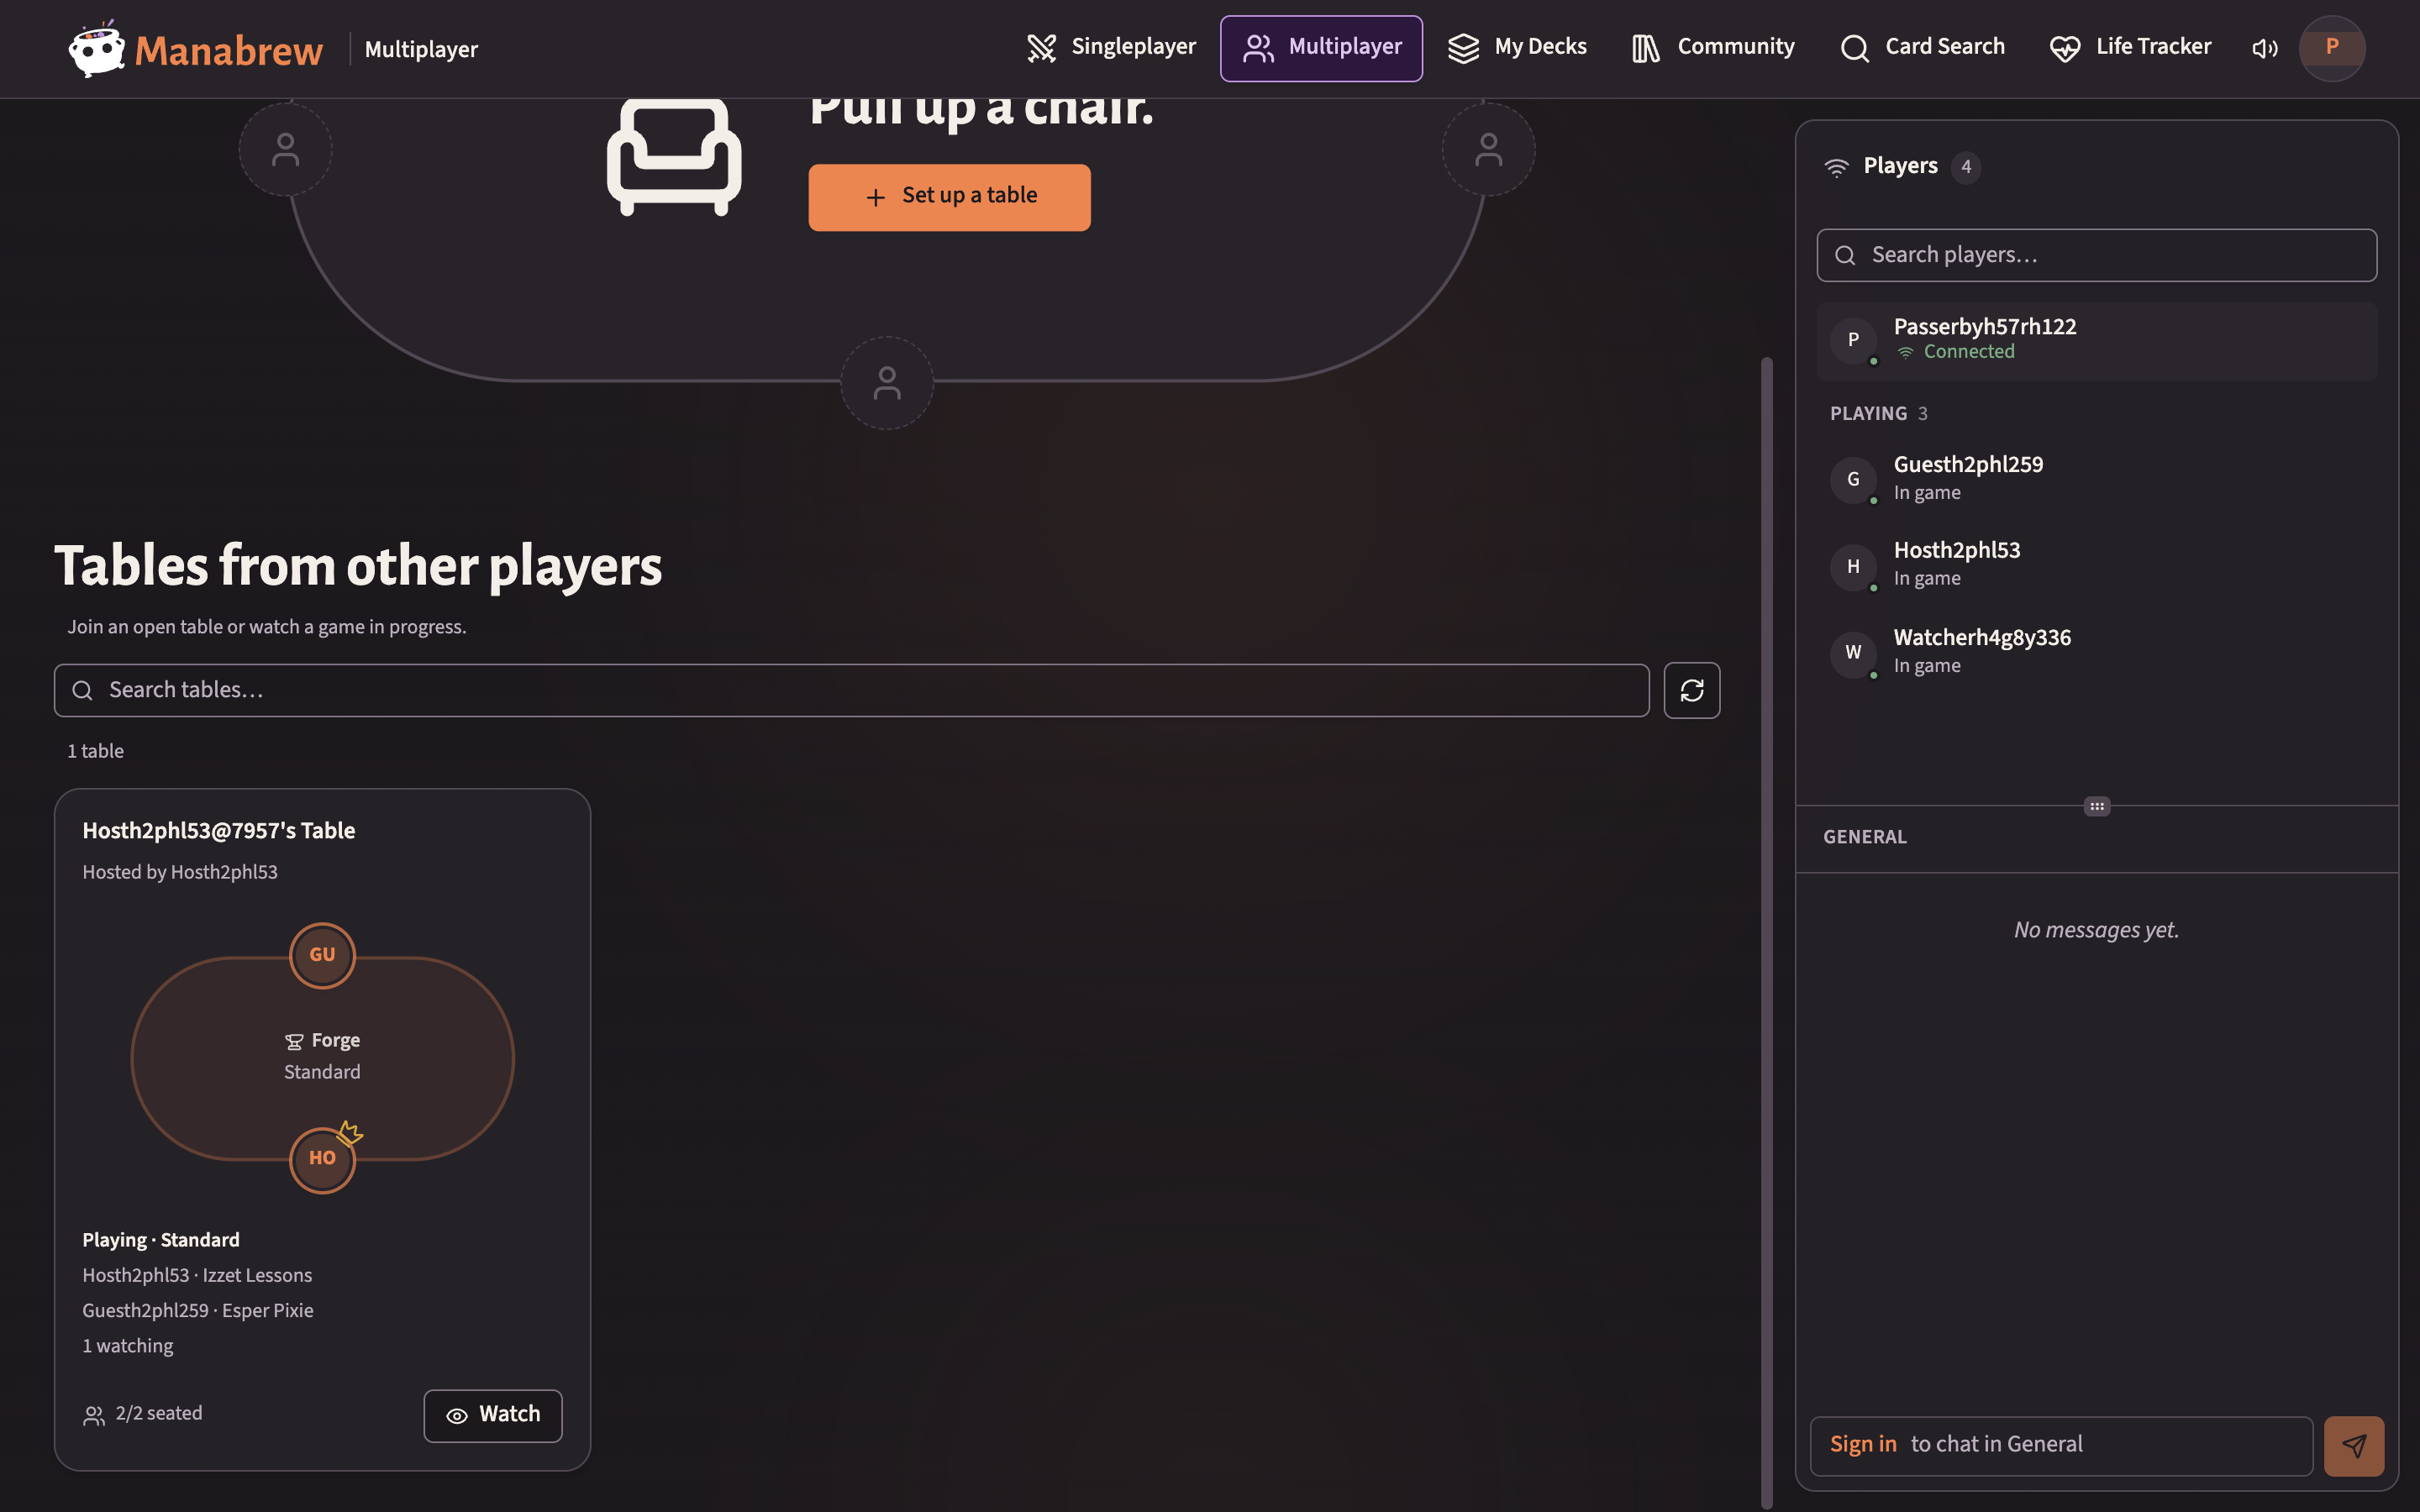 Manabrew
Multiplayer
Singleplayer
Multiplayer
My Decks
Community
Card Search
Life Tracker
P
Pull up a chair.
Set up a table
Tables from other players
Join an open table or watch a game in progress.
Search tables...
1 table
Hosth2phl53@7957's Table
Hosted by Hosth2phl53
GU
Forge
Standard
HO
Playing · Standard
Hosth2phl53 · Izzet Lessons
Guesth2phl259 · Esper Pixie
1 watching
2/2 seated
Watch
Players 4
Search players...
P
Passerbyh57rh122
Connected
PLAYING 3
G
Guesth2phl259
In game
H
Hosth2phl53
In game
W
Watcherh4g8y336
In game
GENERAL
No messages yet.
Sign in to chat in General